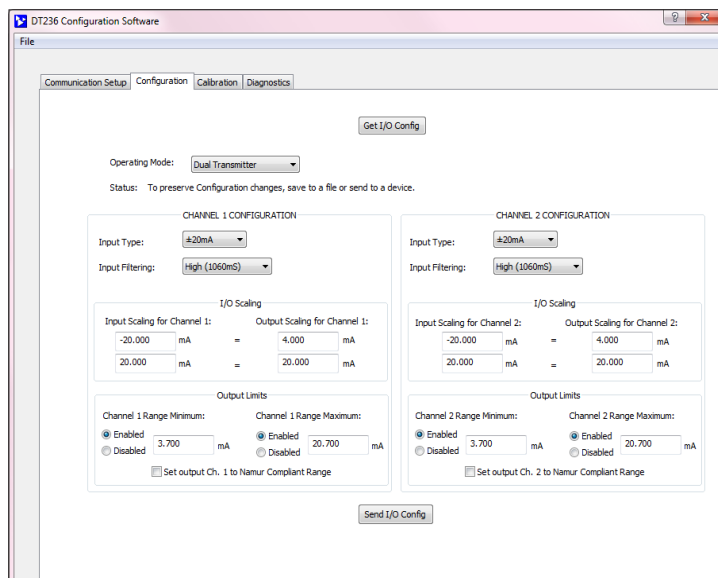 DT236 Configuration Software
File
Communication Setup Configuration Calibration Diagnostics
Get I/O Config
Operating Mode: Dual Transmitter
Status: To preserve Configuration changes, save to a file or send to a device.
CHANNEL 1 CONFIGURATION
Input Type: ±20mA
Input Filtering: High (1060mS)
I/O Scaling
Input Scaling for Channel 1: Output Scaling for Channel 1:
-20.000 mA = 4.000 mA
20.000 mA = 20.000 mA
Output Limits
Channel 1 Range Minimum: Channel 1 Range Maximum:
Enabled 3.700 mA Enabled 20.700 mA
Disabled Disabled
Set output Ch. 1 to Namur Compliant Range
CHANNEL 2 CONFIGURATION
Input Type: ±20mA
Input Filtering: High (1060mS)
I/O Scaling
Input Scaling for Channel 2: Output Scaling for Channel 2:
-20.000 mA = 4.000 mA
20.000 mA = 20.000 mA
Output Limits
Channel 2 Range Minimum: Channel 2 Range Maximum:
Enabled 3.700 mA Enabled 20.700 mA
Disabled Disabled
Set output Ch. 2 to Namur Compliant Range
Send I/O Config